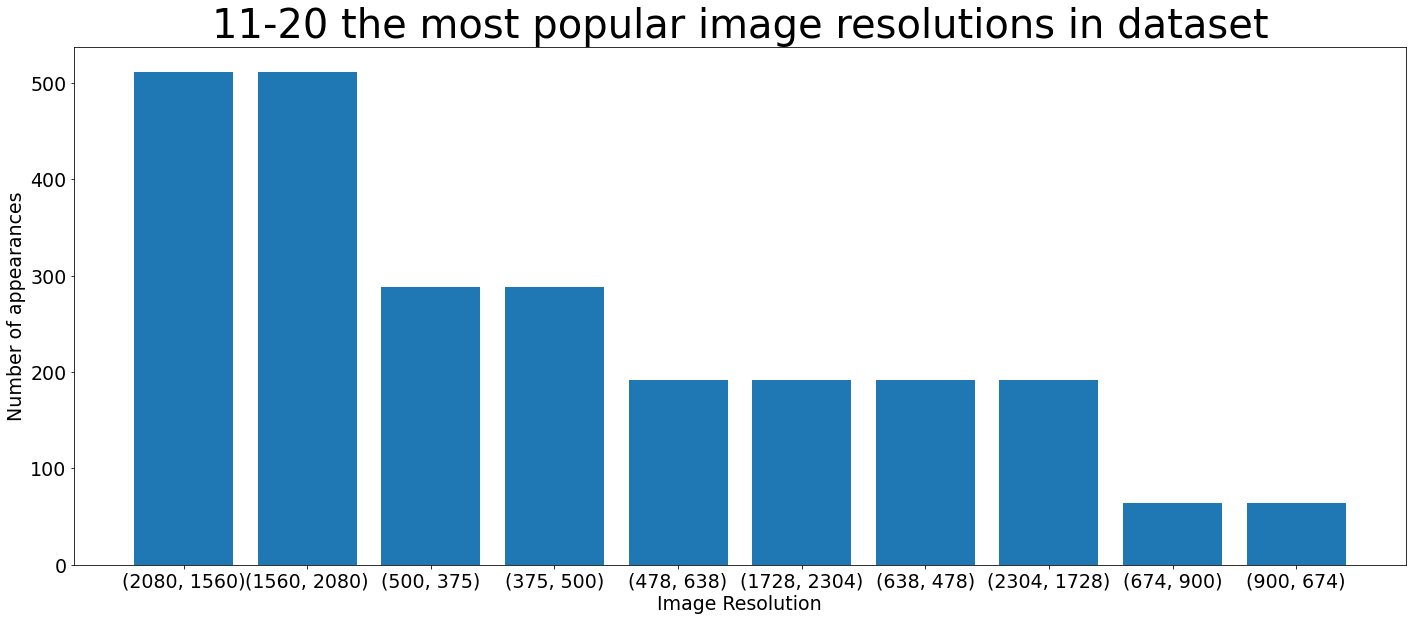 11-20 the most popular image resolutions in dataset
Number of appearances
500
400
300
200
100
0
(2080, 1560) (1560, 2080) (500, 375) (375, 500) (478, 638) (1728, 2304) (638, 478) (2304, 1728) (674, 900) (900, 674)
Image Resolution